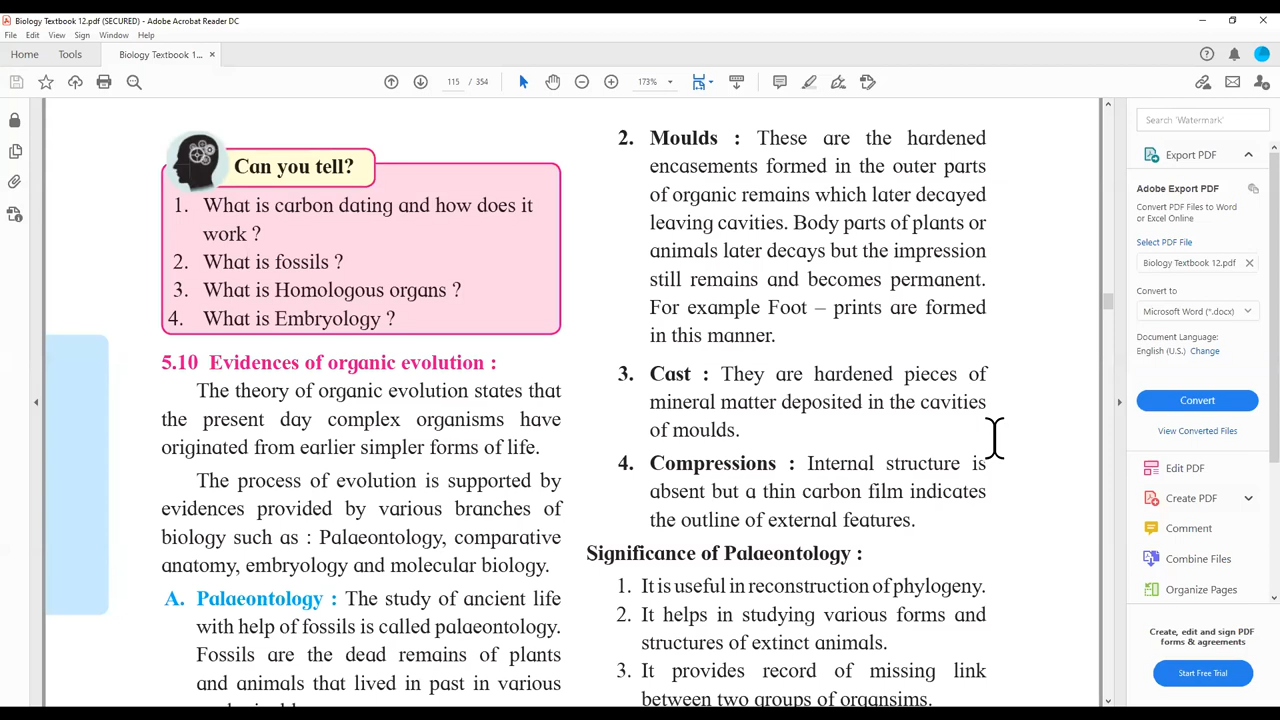 Biology Textbook 12.pdf (SECURED) - Adobe Acrobat Reader DC
File Edit View Sign Window Help
Home Tools Biology Textbook 1... ×
115 / 354 173%
Can you tell?
1. What is carbon dating and how does it
work ?
2. What is fossils ?
3. What is Homologous organs ?
4. What is Embryology ?
5.10 Evidences of organic evolution :
The theory of organic evolution states that
the present day complex organisms have
originated from earlier simpler forms of life.
The process of evolution is supported by
evidences provided by various branches of
biology such as : Palaeontology, comparative
anatomy, embryology and molecular biology.
A. Palaeontology : The study of ancient life
with help of fossils is called palaeontology.
Fossils are the dead remains of plants
and animals that lived in past in various
2. Moulds : These are the hardened
encasements formed in the outer parts
of organic remains which later decayed
leaving cavities. Body parts of plants or
animals later decays but the impression
still remains and becomes permanent.
For example Foot – prints are formed
in this manner.
3. Cast : They are hardened pieces of
mineral matter deposited in the cavities
of moulds.
4. Compressions : Internal structure is
absent but a thin carbon film indicates
the outline of external features.
Significance of Palaeontology :
1. It is useful in reconstruction of phylogeny.
2. It helps in studying various forms and
structures of extinct animals.
3. It provides record of missing link
between two groups of organsims.
Search 'Watermark'
Export PDF
Adobe Export PDF
Convert PDF Files to Word
or Excel Online
Select PDF File
Biology Textbook 12.pdf ×
Convert to
Microsoft Word (*.docx)
Document Language:
English (U.S.) Change
Convert
View Converted Files
Edit PDF
Create PDF
Comment
Combine Files
Organize Pages
Create, edit and sign PDF
forms & agreements
Start Free Trial